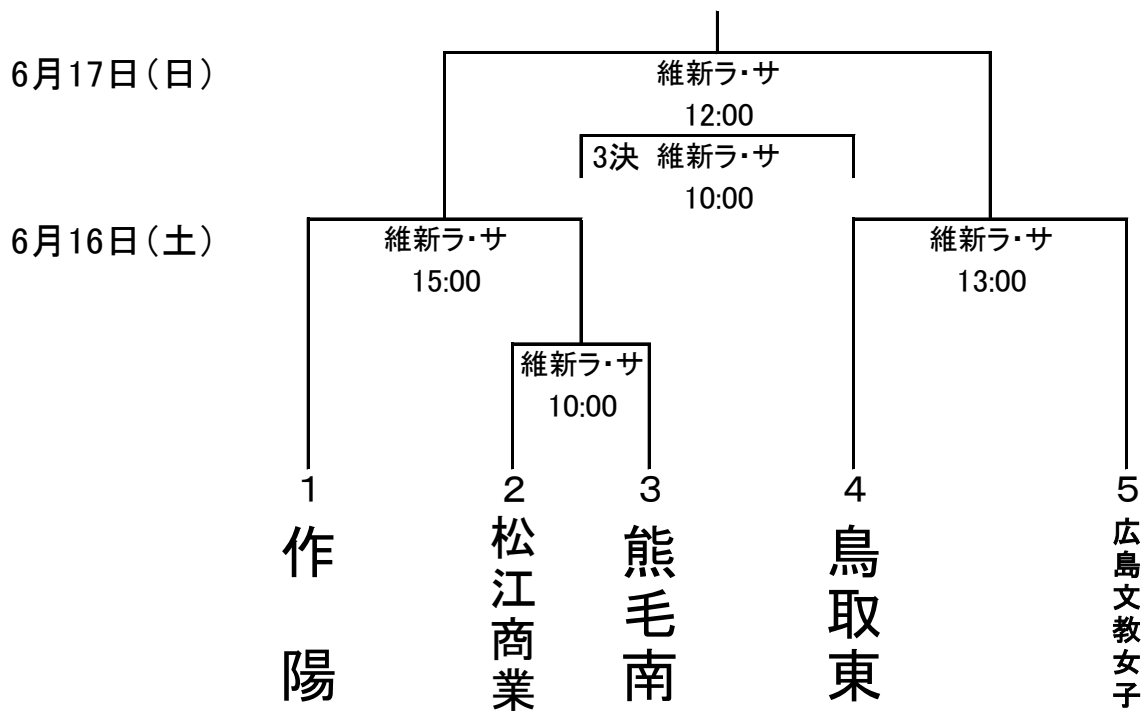 6月17日（日）
維新ラ・サ
12:00
3決 維新ラ・サ
10:00
6月16日（土）
維新ラ・サ
15:00
維新ラ・サ
13:00
維新ラ・サ
10:00
1
2
3
4
5
作陽
松江商業
熊毛南
鳥取東
広島文教女子